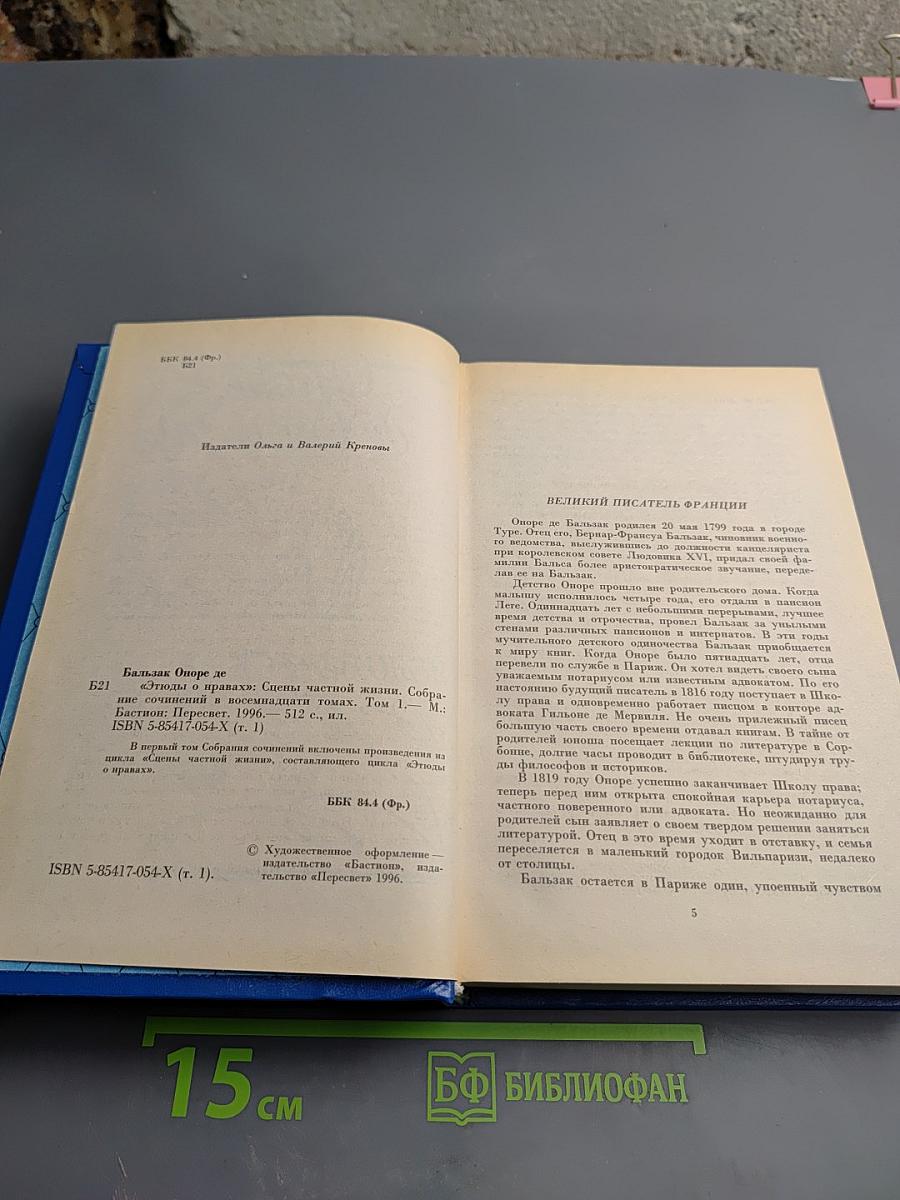 ББК 84.4 (Фр.)
Б21
Издатели Ольга и Валерий Креновы
Бальзак Оноре де
Б21 «Этюды о нравах»: Сцены частной жизни. Собра-
ние сочинений в восемнадцати томах. Том 1.— М.:
Бастион: Пересвет. 1996.— 512 с., ил.
ISBN 5-85417-054-X (т. 1)
В первый том Собрания сочинений включены произведения из
цикла «Сцены частной жизни», составляющего цикла «Этюды
о нравах».
ББК 84.4 (Фр.)
© Художественное оформление —
издательство «Бастион», изда-
тельство «Пересвет» 1996.
ISBN 5-85417-054-X (т. 1).
ВЕЛИКИЙ ПИСАТЕЛЬ ФРАНЦИИ
Оноре де Бальзак родился 20 мая 1799 года в городе
Туре. Отец его, Бернар-Франсуа Бальзак, чиновник военно-
го ведомства, выслужившись до должности канцеляриста
при королевском совете Людовика XVI, придал своей фа-
милии Бальса более аристократическое звучание, переде-
лав ее на Бальзак.
Детство Оноре прошло вне родительского дома. Когда
малышу исполнилось четыре года, его отдали в пансион
Леге. Одиннадцать лет с небольшими перерывами, лучшее
время детства и отрочества, провел Бальзак за унылыми
стенами различных пансионов и интернатов. В эти годы
мучительного детского одиночества Бальзак приобщается
к миру книг. Когда Оноре было пятнадцать лет, отца
перевели по службе в Париж. Он хотел видеть своего сына
уважаемым нотариусом или известным адвокатом. По его
настоянию будущий писатель в 1816 году поступает в Шко-
лу права и одновременно работает писцом в конторе ад-
воката Гильоне де Мервиля. Не очень прилежный писец
большую часть своего времени отдавал книгам. В тайне от
родителей юноша посещает лекции по литературе в Сор-
бонне, долгие часы проводит в библиотеке, штудируя тру-
ды философов и историков.
В 1819 году Оноре успешно заканчивает Школу права;
теперь перед ним открыта спокойная карьера нотариуса,
частного поверенного или адвоката. Но неожиданно для
родителей сын заявляет о своем твердом решении заняться
литературой. Отец в это время уходит в отставку, и семья
переселяется в маленький городок Вильпаризи, недалеко
от столицы.
Бальзак остается в Париже один, упоенный чувством
5
15 см
БФ БИБЛИОФАН